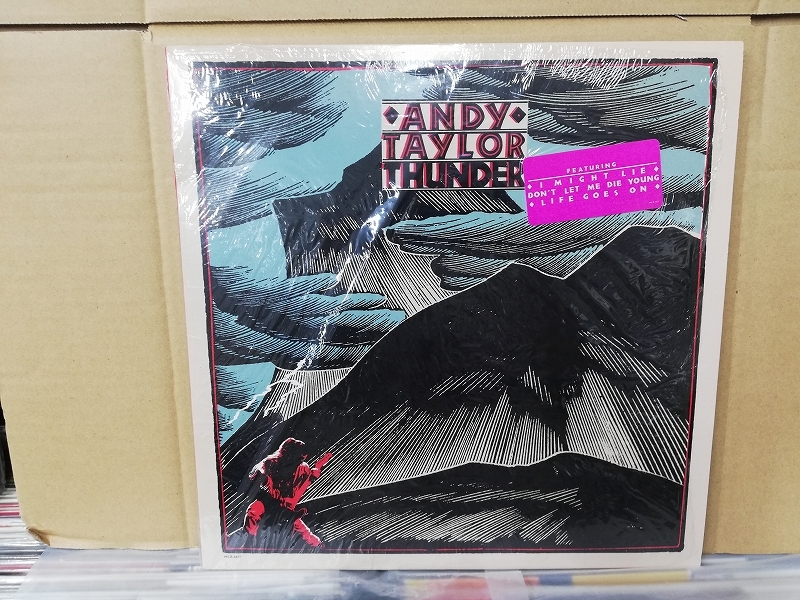 ANDY
TAYLOR
THUNDER
FEATURING
I MIGHT LIE
DON'T LET ME DIE YOUNG
LIFE GOES ON